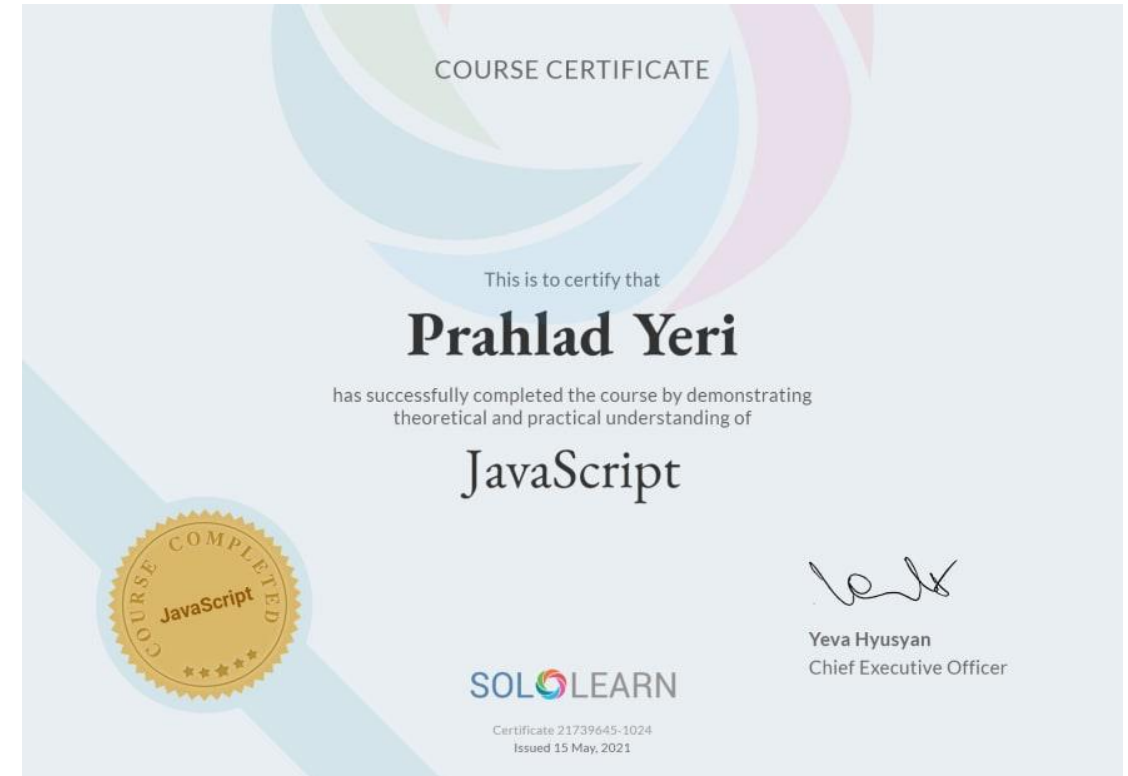 COURSE CERTIFICATE
This is to certify that
Prahlad Yeri
has successfully completed the course by demonstrating
theoretical and practical understanding of
JavaScript
COURSE COMPLETED
JavaScript
Yeva Hyusyan
Chief Executive Officer
SOLOLEARN
Certificate 21739645-1024
Issued 15 May, 2021